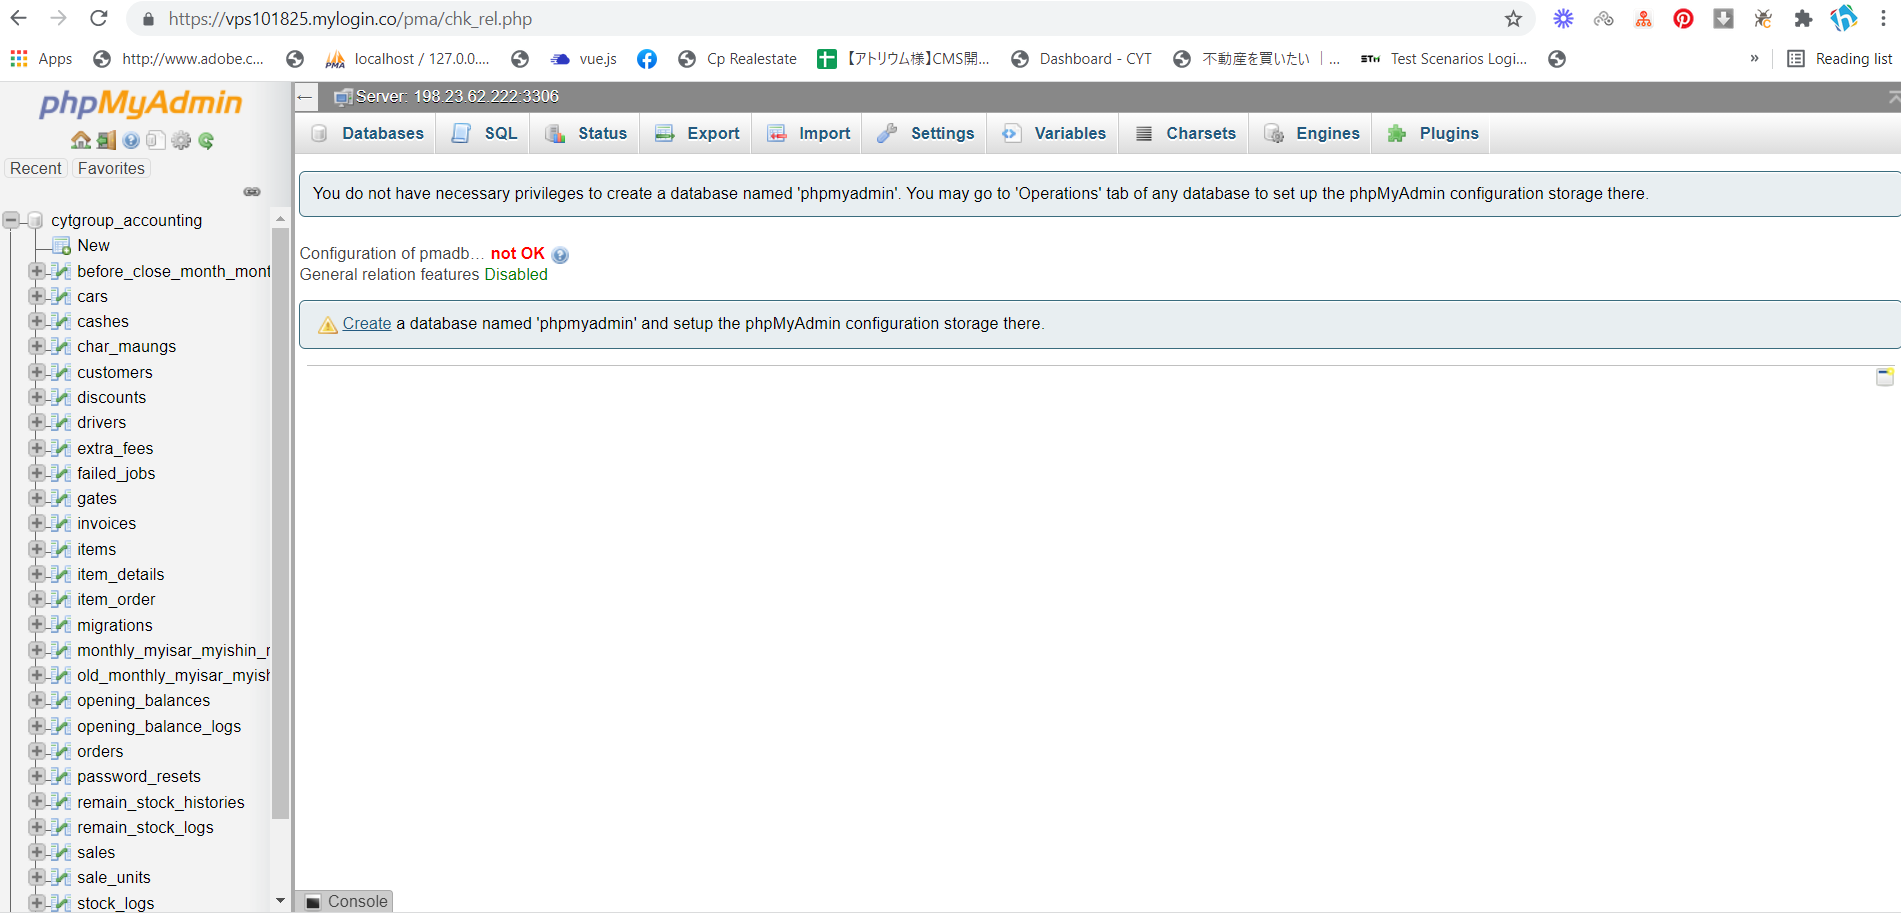 https://vps101825.mylogin.co/pma/chk_rel.php
Apps http://www.adobe.c... localhost / 127.0.0.... vue.js Cp Realestate 【アトリウム様】CMS開... Dashboard - CYT 不動産を買いたい ｜... STH Test Scenarios Logi... » Reading list
phpMyAdmin
Recent Favorites
cytgroup_accounting
New
before_close_month_mont
cars
cashes
char_maungs
customers
discounts
drivers
extra_fees
failed_jobs
gates
invoices
items
item_details
item_order
migrations
monthly_myisar_myishin_r
old_monthly_myisar_myish
opening_balances
opening_balance_logs
orders
password_resets
remain_stock_histories
remain_stock_logs
sales
sale_units
stock_logs
Server: 198.23.62.222:3306
Databases SQL Status Export Import Settings Variables Charsets Engines Plugins
You do not have necessary privileges to create a database named 'phpmyadmin'. You may go to 'Operations' tab of any database to set up the phpMyAdmin configuration storage there.
Configuration of pmadb… not OK
General relation features Disabled
Create a database named 'phpmyadmin' and setup the phpMyAdmin configuration storage there.
Console